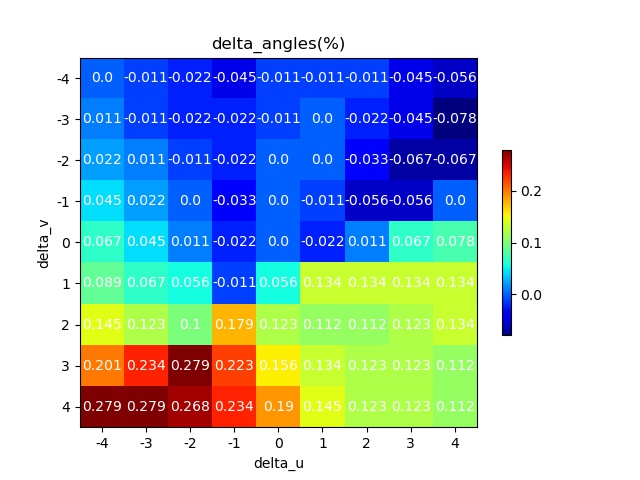 delta_angles(%)
-4 0.0 -0.011 -0.022 -0.045 -0.011 -0.011 -0.011 -0.045 -0.056
-3 0.011 -0.011 -0.022 -0.022 -0.011 0.0 -0.022 -0.045 -0.078
-2 0.022 0.011 -0.011 -0.022 0.0 0.0 -0.033 -0.067 -0.067
-1 0.045 0.022 0.0 -0.033 0.0 -0.011 -0.056 -0.056 0.0
0 0.067 0.045 0.011 -0.022 0.0 -0.022 0.011 0.067 0.078
1 0.089 0.067 0.056 -0.011 0.056 0.134 0.134 0.134 0.134
2 0.145 0.123 0.1 0.179 0.123 0.112 0.112 0.123 0.134
3 0.201 0.234 0.279 0.223 0.156 0.134 0.123 0.123 0.112
4 0.279 0.279 0.268 0.234 0.19 0.145 0.123 0.123 0.112
-4 -3 -2 -1 0 1 2 3 4
delta_u
delta_v
0.2
0.1
0.0